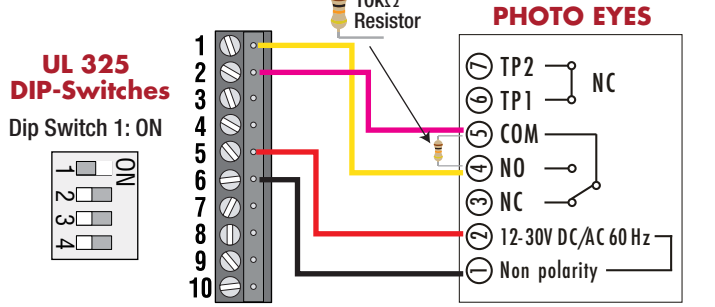 10kΩ
Resistor
PHOTO EYES
UL 325
DIP-Switches
Dip Switch 1: ON
ON
1
2
3
4
1
2
3
4
5
6
7
8
9
10
7 TP2
NC
6 TP1
5 COM
4 NO
3 NC
2 12-30V DC/AC 60 Hz
1 Non polarity